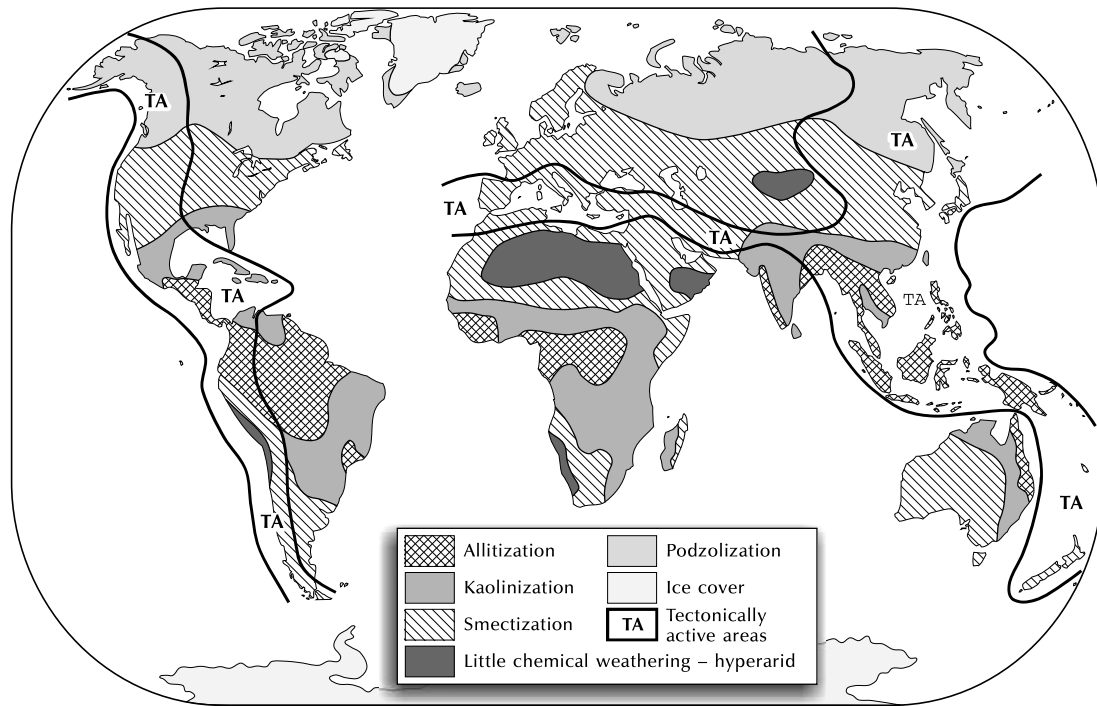 TA
TA
TA
TA
TA
TA
TA
TA
Allitization
Podzolization
Kaolinization
Ice cover
Smectization
TA
Tectonically
active areas
Little chemical weathering – hyperarid